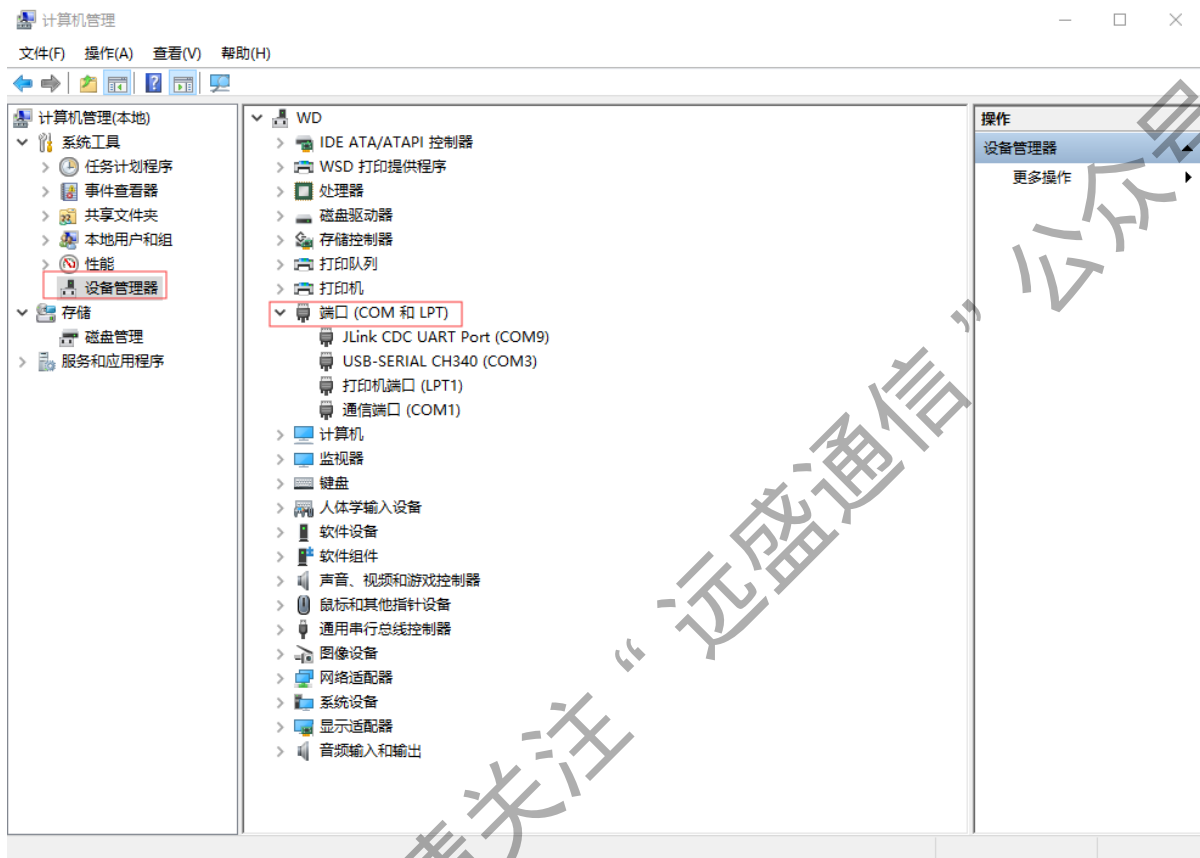 计算机管理
文件(F) 操作(A) 查看(V) 帮助(H)
计算机管理(本地)
系统工具
任务计划程序
事件查看器
共享文件夹
本地用户和组
性能
设备管理器
存储
磁盘管理
服务和应用程序
WD
IDE ATA/ATAPI 控制器
WSD 打印提供程序
处理器
磁盘驱动器
存储控制器
打印队列
打印机
端口 (COM 和 LPT)
JLink CDC UART Port (COM9)
USB-SERIAL CH340 (COM3)
打印机端口 (LPT1)
通信端口 (COM1)
计算机
监视器
键盘
人体学输入设备
软件设备
软件组件
声音、视频和游戏控制器
鼠标和其他指针设备
通用串行总线控制器
图像设备
网络适配器
系统设备
显示适配器
音频输入和输出
操作
设备管理器
更多操作
请关注“远盛通信”公众号